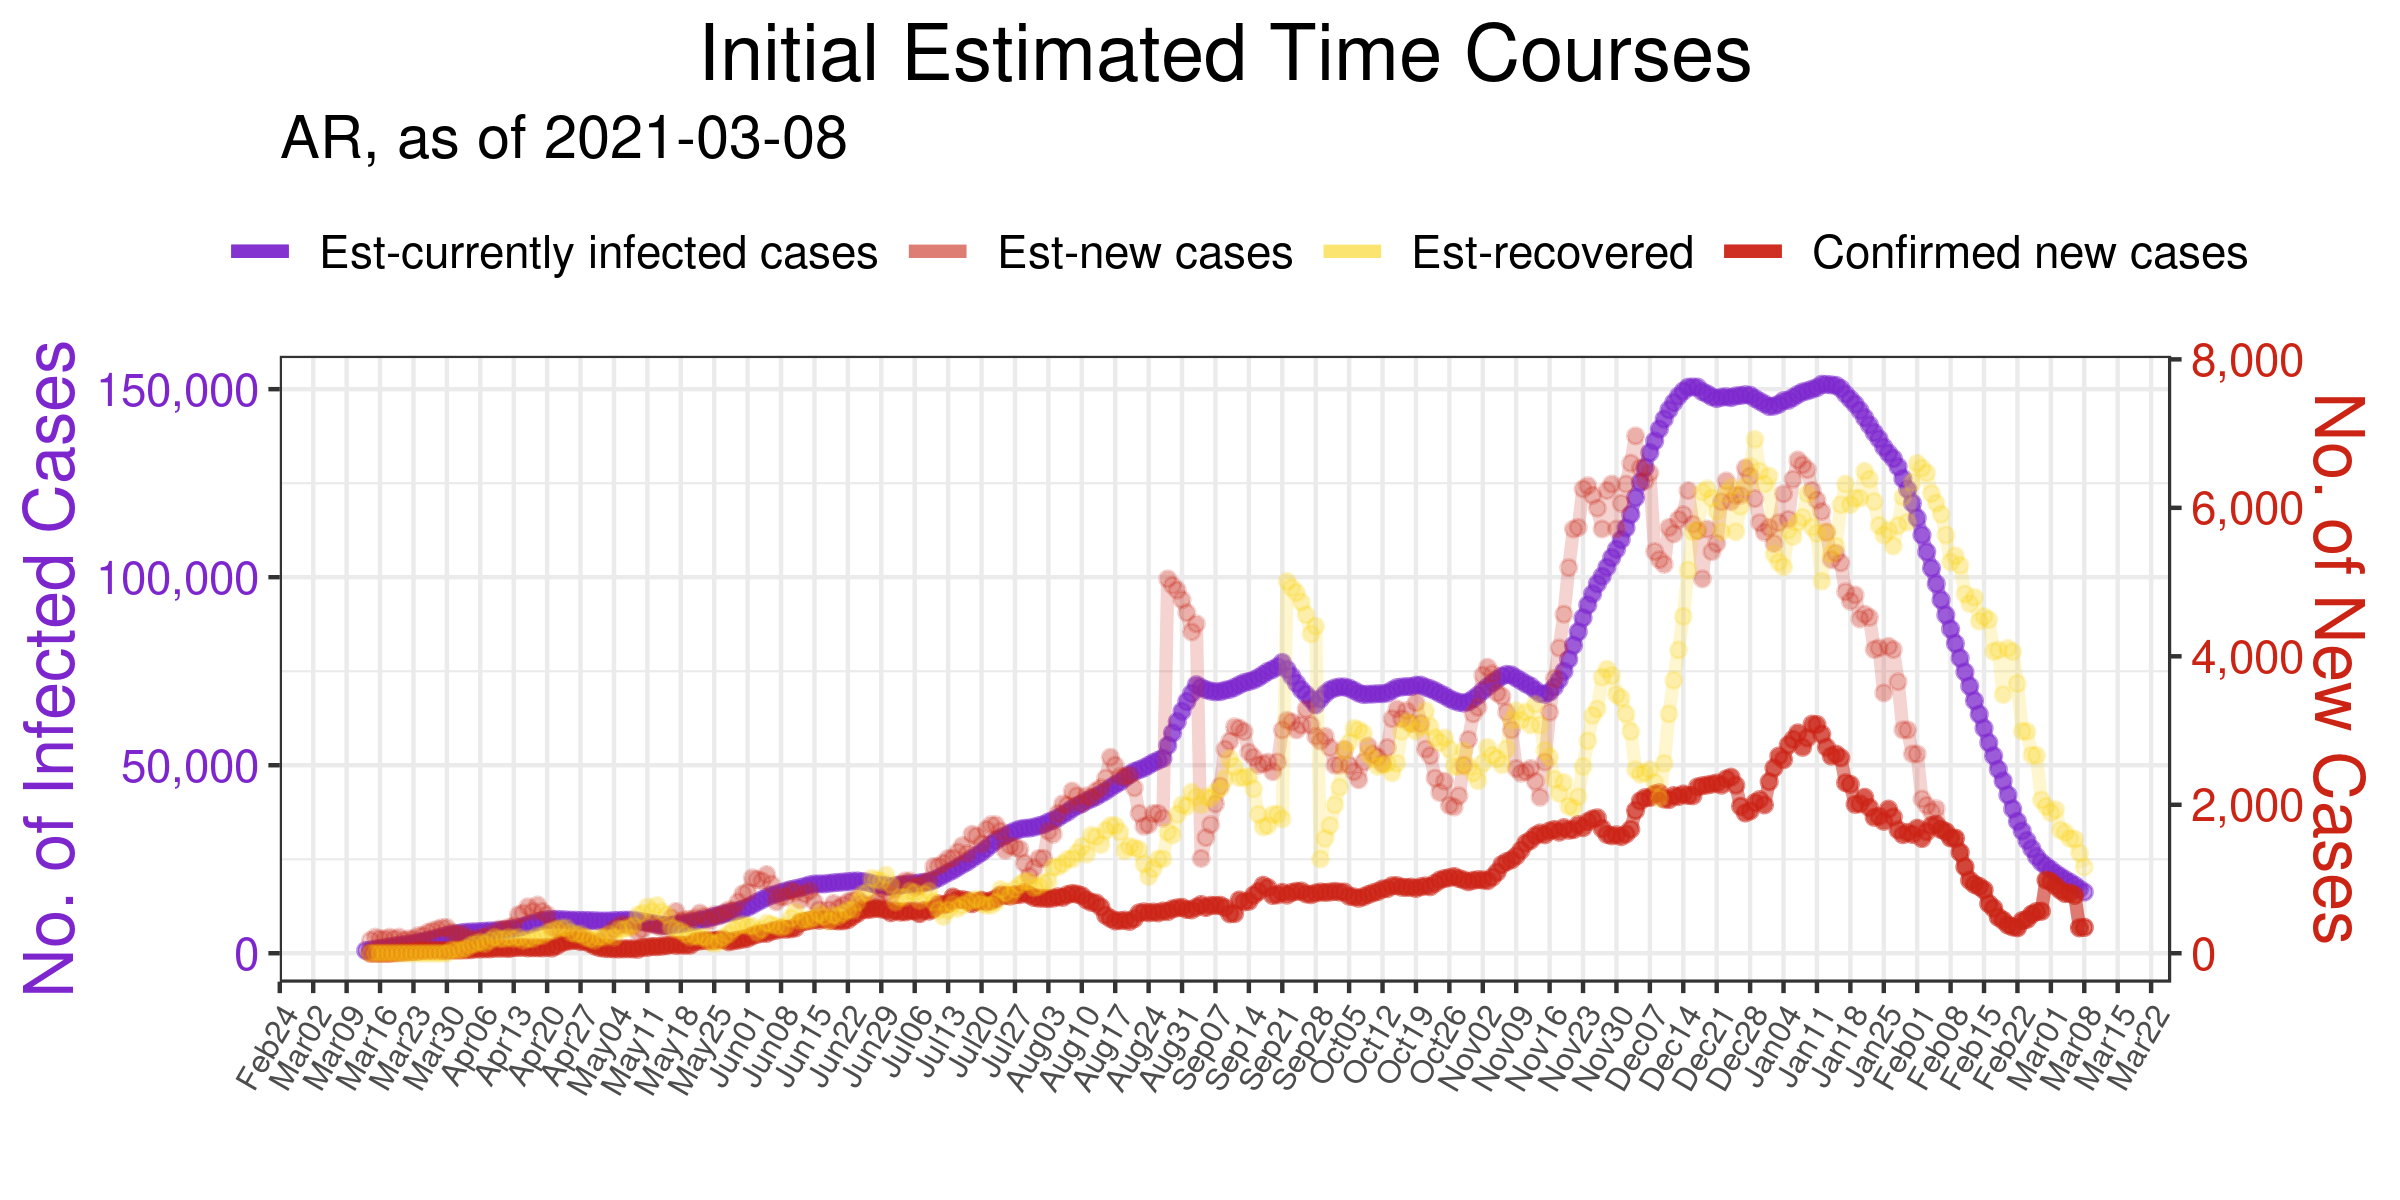 Initial Estimated Time Courses
AR, as of 2021-03-08
Est-currently infected cases Est-new cases Est-recovered Confirmed new cases
No. of Infected Cases
150,000
100,000
50,000
0
8,000
6,000
4,000
2,000
0
No. of New Cases
Feb24 Mar02 Mar09 Mar16 Mar23 Mar30 Apr06 Apr13 Apr20 Apr27 May04 May11 May18 May25 Jun01 Jun08 Jun15 Jun22 Jun29 Jul06 Jul13 Jul20 Jul27 Aug03 Aug10 Aug17 Aug24 Aug31 Sep07 Sep14 Sep21 Sep28 Oct05 Oct12 Oct19 Oct26 Nov02 Nov09 Nov16 Nov23 Nov30 Dec07 Dec14 Dec21 Dec28 Jan04 Jan11 Jan18 Jan25 Feb01 Feb08 Feb15 Feb22 Mar01 Mar08 Mar15 Mar22